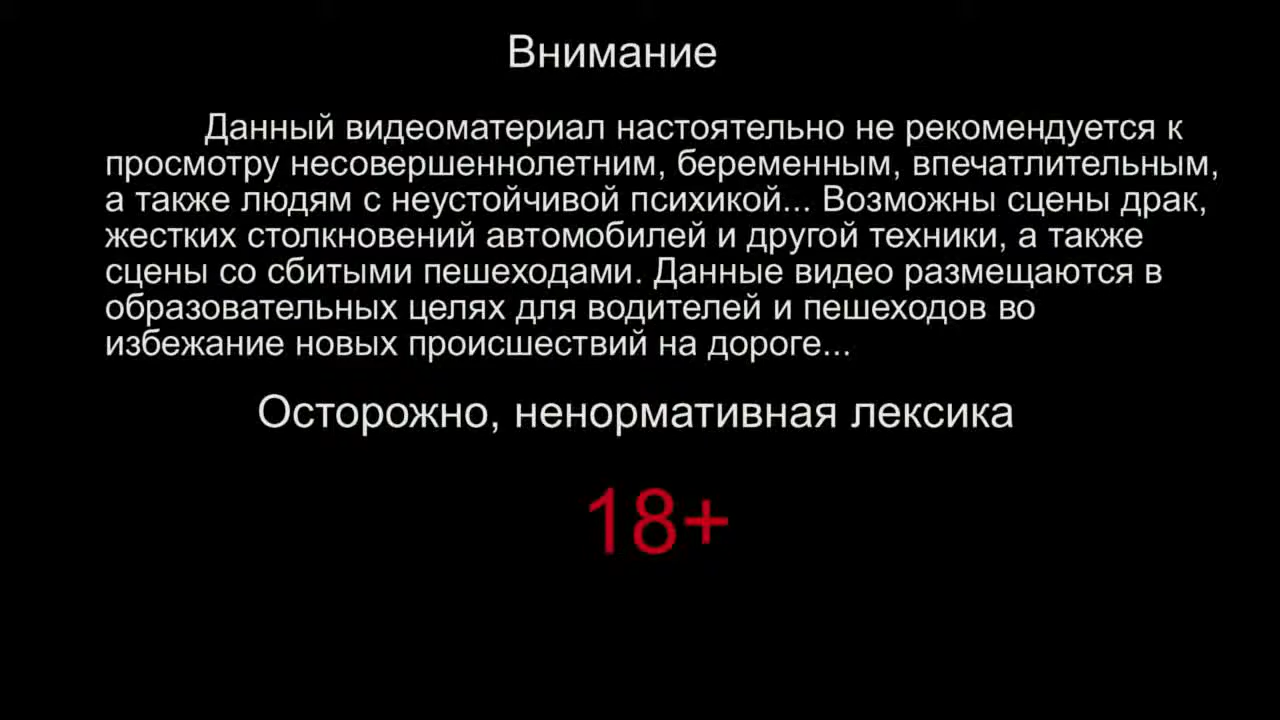 Внимание
Данный видеоматериал настоятельно не рекомендуется к
просмотру несовершеннолетним, беременным, впечатлительным,
а также людям с неустойчивой психикой... Возможны сцены драк,
жестких столкновений автомобилей и другой техники, а также
сцены со сбитыми пешеходами. Данные видео размещаются в
образовательных целях для водителей и пешеходов во
избежание новых происшествий на дороге...
Осторожно, ненормативная лексика
18+